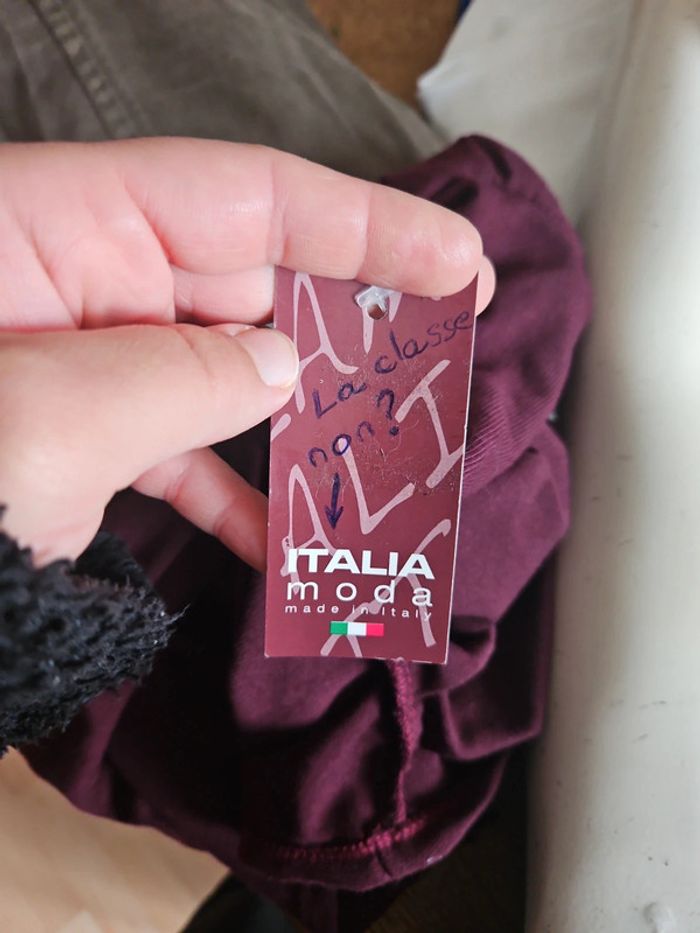 La classe
non?
ITALIA
moda
made in Italy